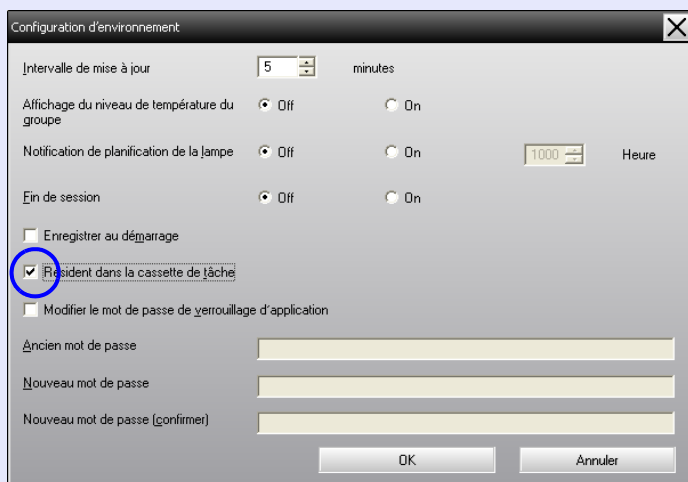 Configuration d'environnement
Intervalle de mise à jour 5 minutes
Affichage du niveau de température du groupe Off On
Notification de planification de la lampe Off On 1000 Heure
Fin de session Off On
Enregistrer au démarrage
Résident dans la cassette de tâche
Modifier le mot de passe de verrouillage d'application
Ancien mot de passe
Nouveau mot de passe
Nouveau mot de passe (confirmer)
OK Annuler